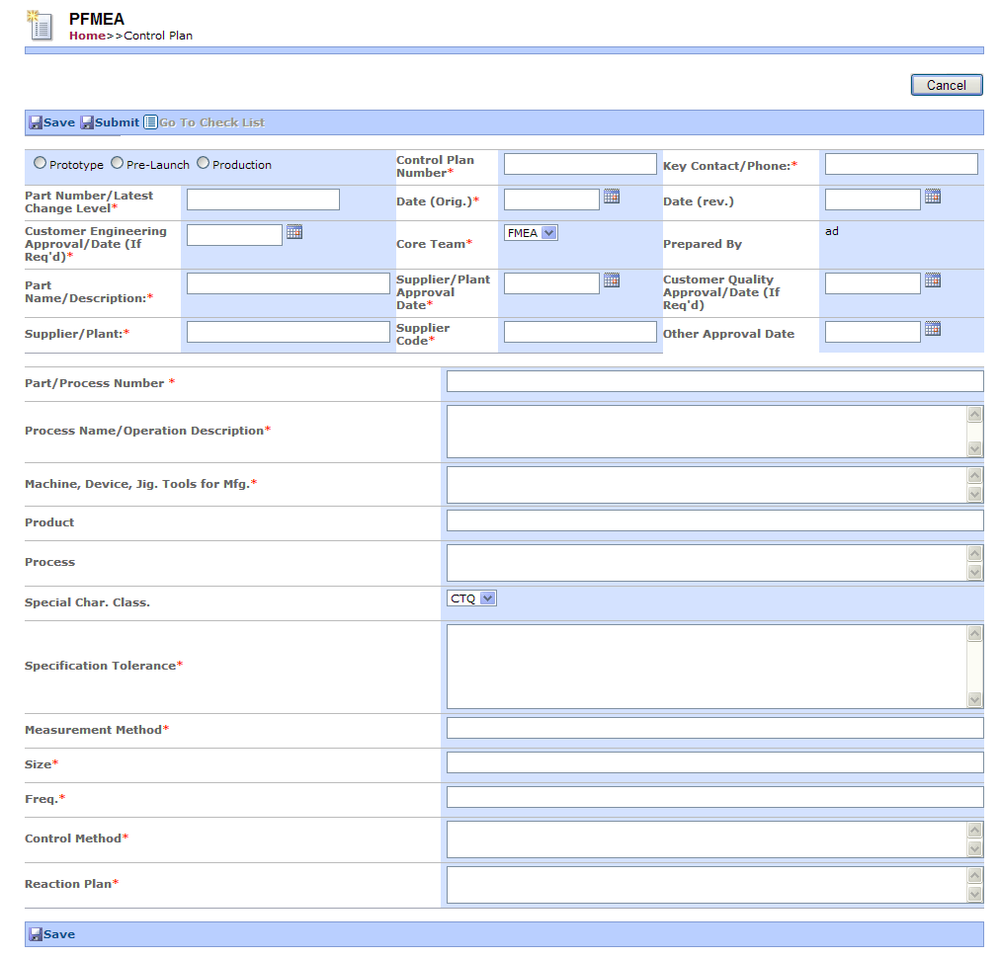 PFMEA
Home>>Control Plan
Cancel
Save Submit Go To Check List
Prototype Pre-Launch Production
Control Plan
Number*
Key Contact/Phone:*
Part Number/Latest
Change Level*
Date (Orig.)*
Date (rev.)
Customer Engineering
Approval/Date (If
Req'd)*
Core Team*
FMEA
Prepared By
ad
Part
Name/Description:*
Supplier/Plant
Approval
Date*
Customer Quality
Approval/Date (If
Req'd)
Supplier/Plant:*
Supplier
Code*
Other Approval Date
Part/Process Number *
Process Name/Operation Description*
Machine, Device, Jig. Tools for Mfg.*
Product
Process
Special Char. Class.
CTQ
Specification Tolerance*
Measurement Method*
Size*
Freq.*
Control Method*
Reaction Plan*
Save